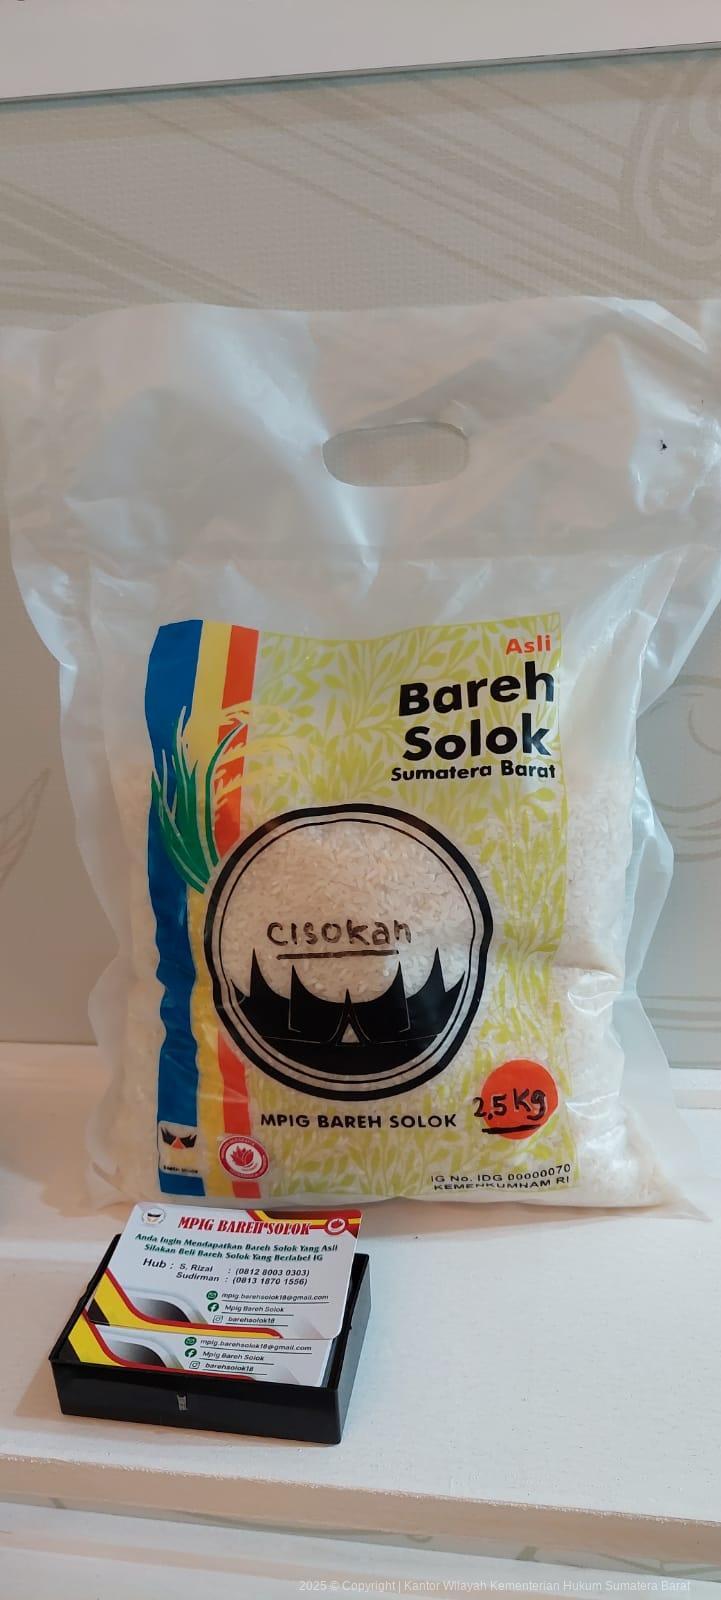 Asli
Bareh
Solok
Sumatera Barat
cisokan
MPIG BAREH SOLOK
2,5 Kg
IG No. IDG 00000070
KEMENKUMHAM RI
MPIG BAREH SOLOK
Anda Ingin Mendapatkan Bareh Solok Yang Asli
Silakan Beli Bareh Solok Yang Berlabel IG
Hub : S. Rizal : (0812 8003 0303)
Sudirman : (0813 1870 1556)
mpig.barehsolok18@gmail.com
Mpig Bareh Solok
barehsolok18
mpig.barehsolok18@gmail.com
Mpig Bareh Solok
barehsolok18
2025 © Copyright | Kantor Wilayah Kementerian Hukum Sumatera Barat